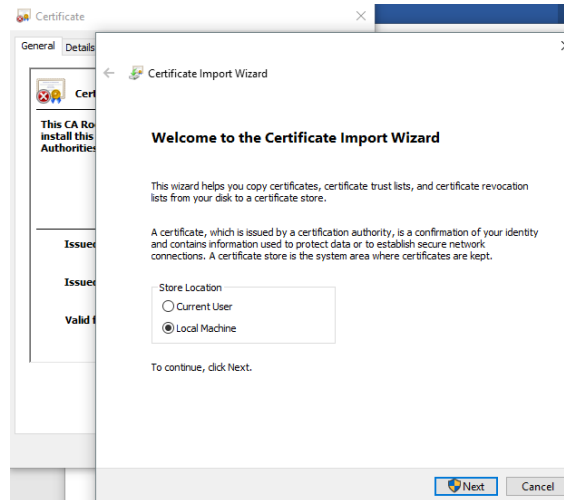 Certificate
General Details
Cert
This CA Ro
install this
Authorities
Issued
Issued
Valid f
Certificate Import Wizard
Welcome to the Certificate Import Wizard
This wizard helps you copy certificates, certificate trust lists, and certificate revocation
lists from your disk to a certificate store.
A certificate, which is issued by a certification authority, is a confirmation of your identity
and contains information used to protect data or to establish secure network
connections. A certificate store is the system area where certificates are kept.
Store Location
Current User
Local Machine
To continue, click Next.
Next Cancel